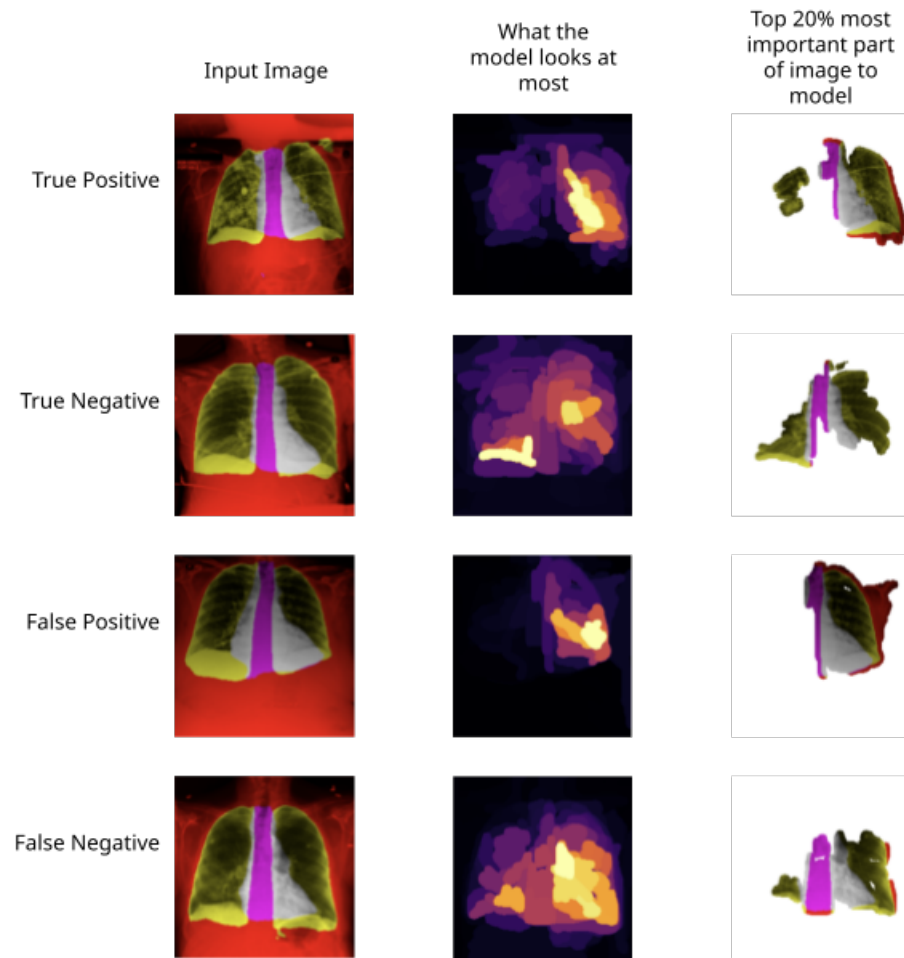 Input Image
What the
model looks at
most
Top 20% most
important part
of image to
model
True Positive
True Negative
False Positive
False Negative